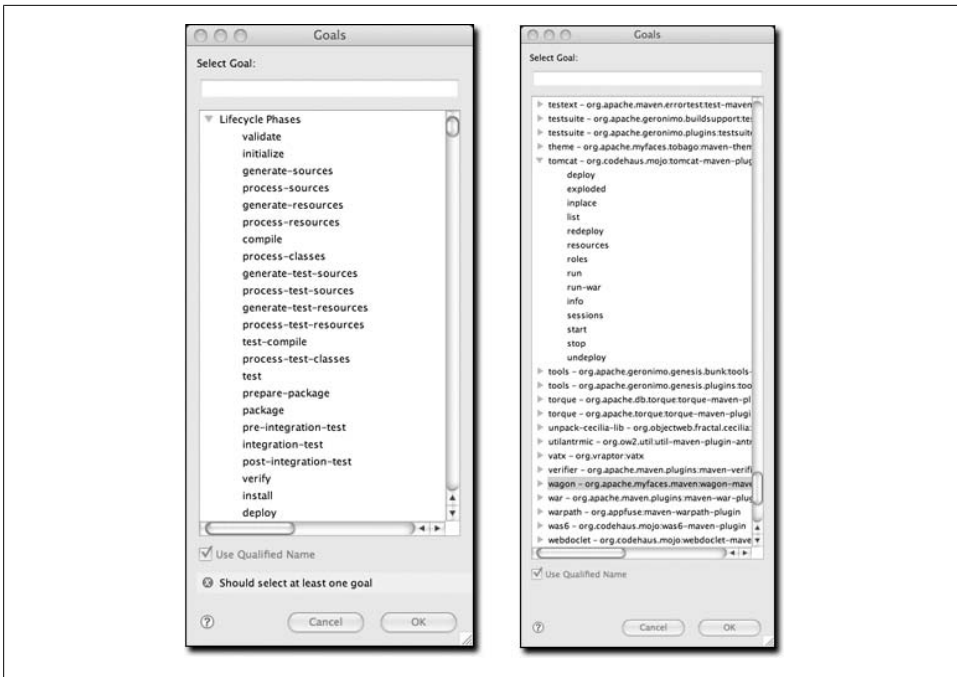 Goals
Select Goal:
Lifecycle Phases
validate
initialize
generate-sources
process-sources
generate-resources
process-resources
compile
process-classes
generate-test-sources
process-test-sources
generate-test-resources
process-test-resources
test-compile
process-test-classes
test
prepare-package
package
pre-integration-test
integration-test
post-integration-test
verify
install
deploy
Use Qualified Name
Should select at least one goal
?
Cancel
OK
Goals
Select Goal:
testext - org.apache.maven.errortest:test-maven
testsuite - org.apache.geronimo.buildsupport:tes
testsuite - org.apache.geronimo.plugins:testsuit
theme - org.apache.myfaces.tobago:maven-them
tomcat - org.codehaus.mojo:tomcat-maven-plug
deploy
exploded
inplace
list
redeploy
resources
roles
run
run-war
info
sessions
start
stop
undeploy
tools - org.apache.geronimo.genesis.bunk:tools-
tools - org.apache.geronimo.genesis.plugins:too
torque - org.apache.db.torque:torque-maven-pl
torque - org.apache.torque:torque-maven-plugi
unpack-cecilia-lib - org.objectweb.fractal.cecilia:
utilantrmic - org.ow2.util:util-maven-plugin-antr
vatx - org.vraptor:vatx
verifier - org.apache.maven.plugins:maven-verifi
wagon - org.apache.myfaces.maven:wagon-mave
war - org.apache.maven.plugins:maven-war-plug
warpath - org.appfuse:maven-warpath-plugin
was6 - org.codehaus.mojo:was6-maven-plugin
webdoclet - org.codehaus.mojo:webdoclet-mave
Use Qualified Name
?
Cancel
OK